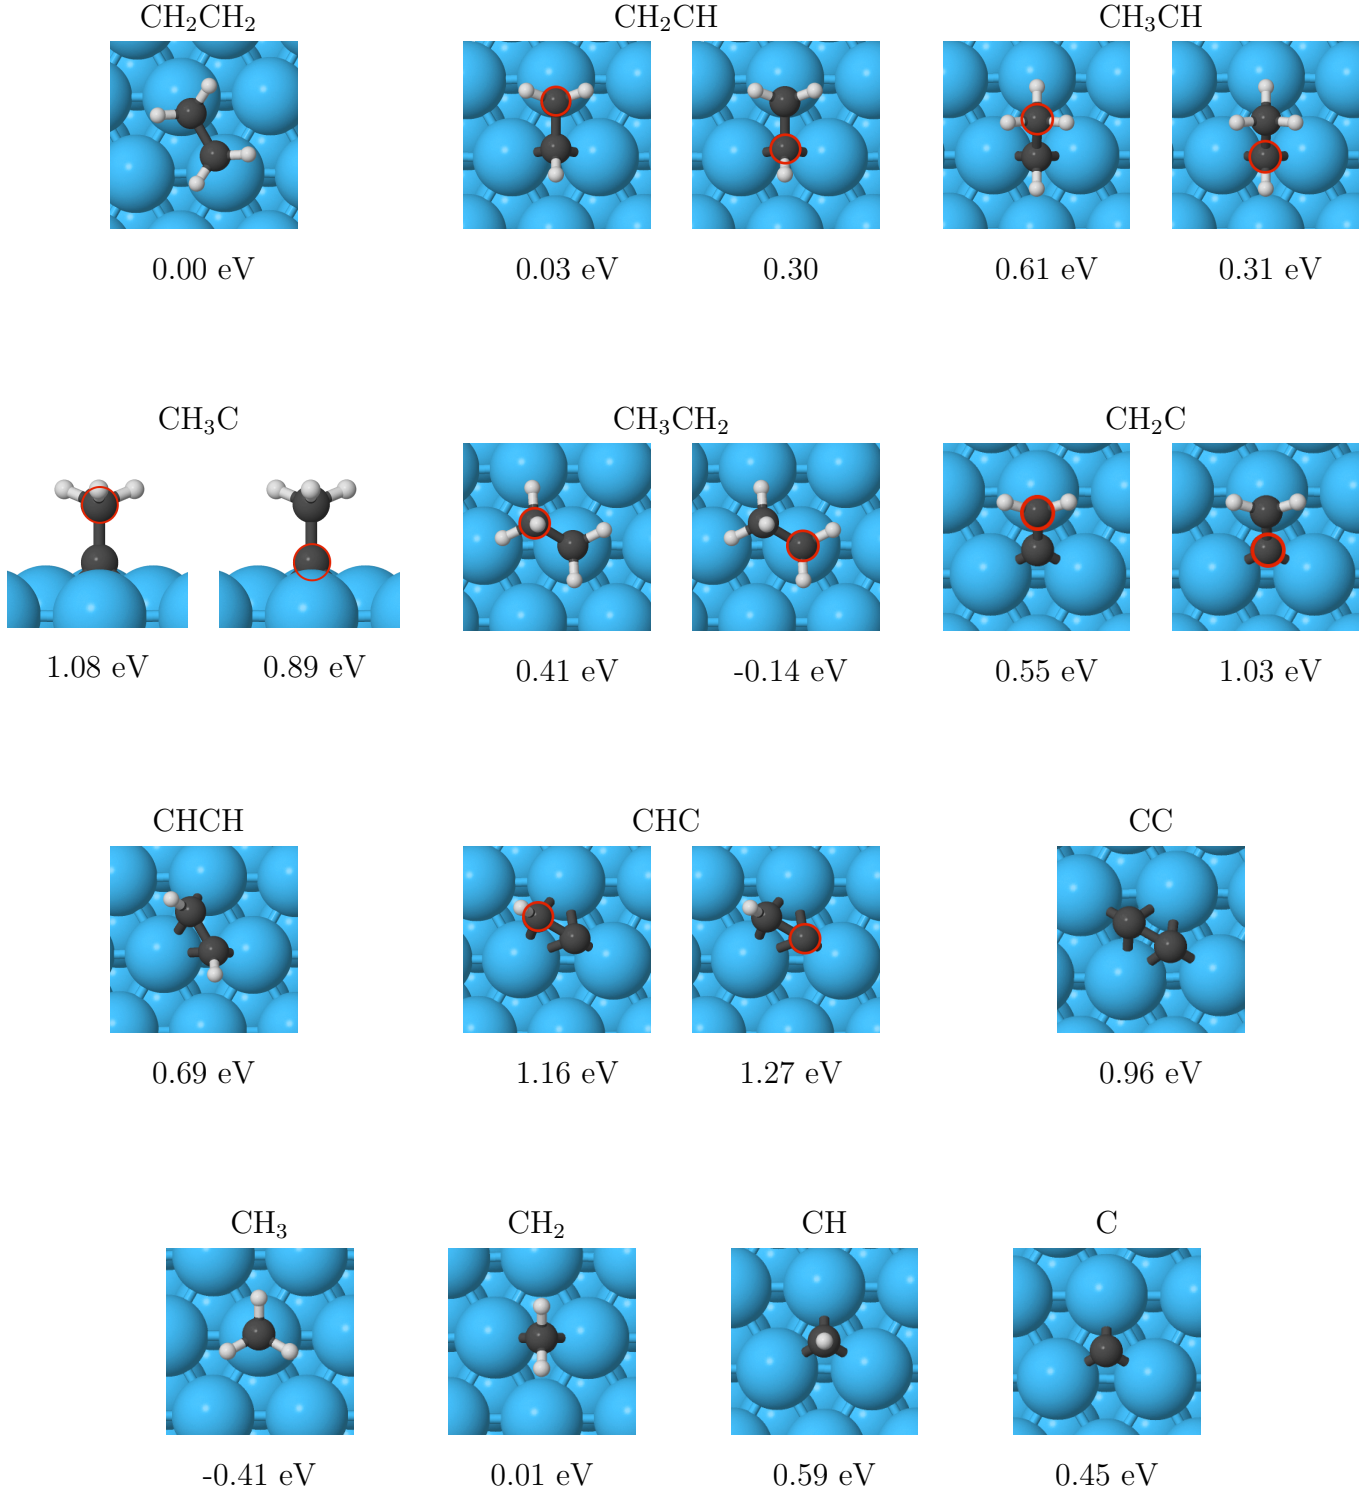 CH₂CH₂ CH₂CH CH₃CH
0.00 eV 0.03 eV 0.30 0.61 eV 0.31 eV
CH₃C CH₃CH₂ CH₂C
1.08 eV 0.89 eV 0.41 eV -0.14 eV 0.55 eV 1.03 eV
CHCH CHC CC
0.69 eV 1.16 eV 1.27 eV 0.96 eV
CH₃ CH₂ CH C
-0.41 eV 0.01 eV 0.59 eV 0.45 eV